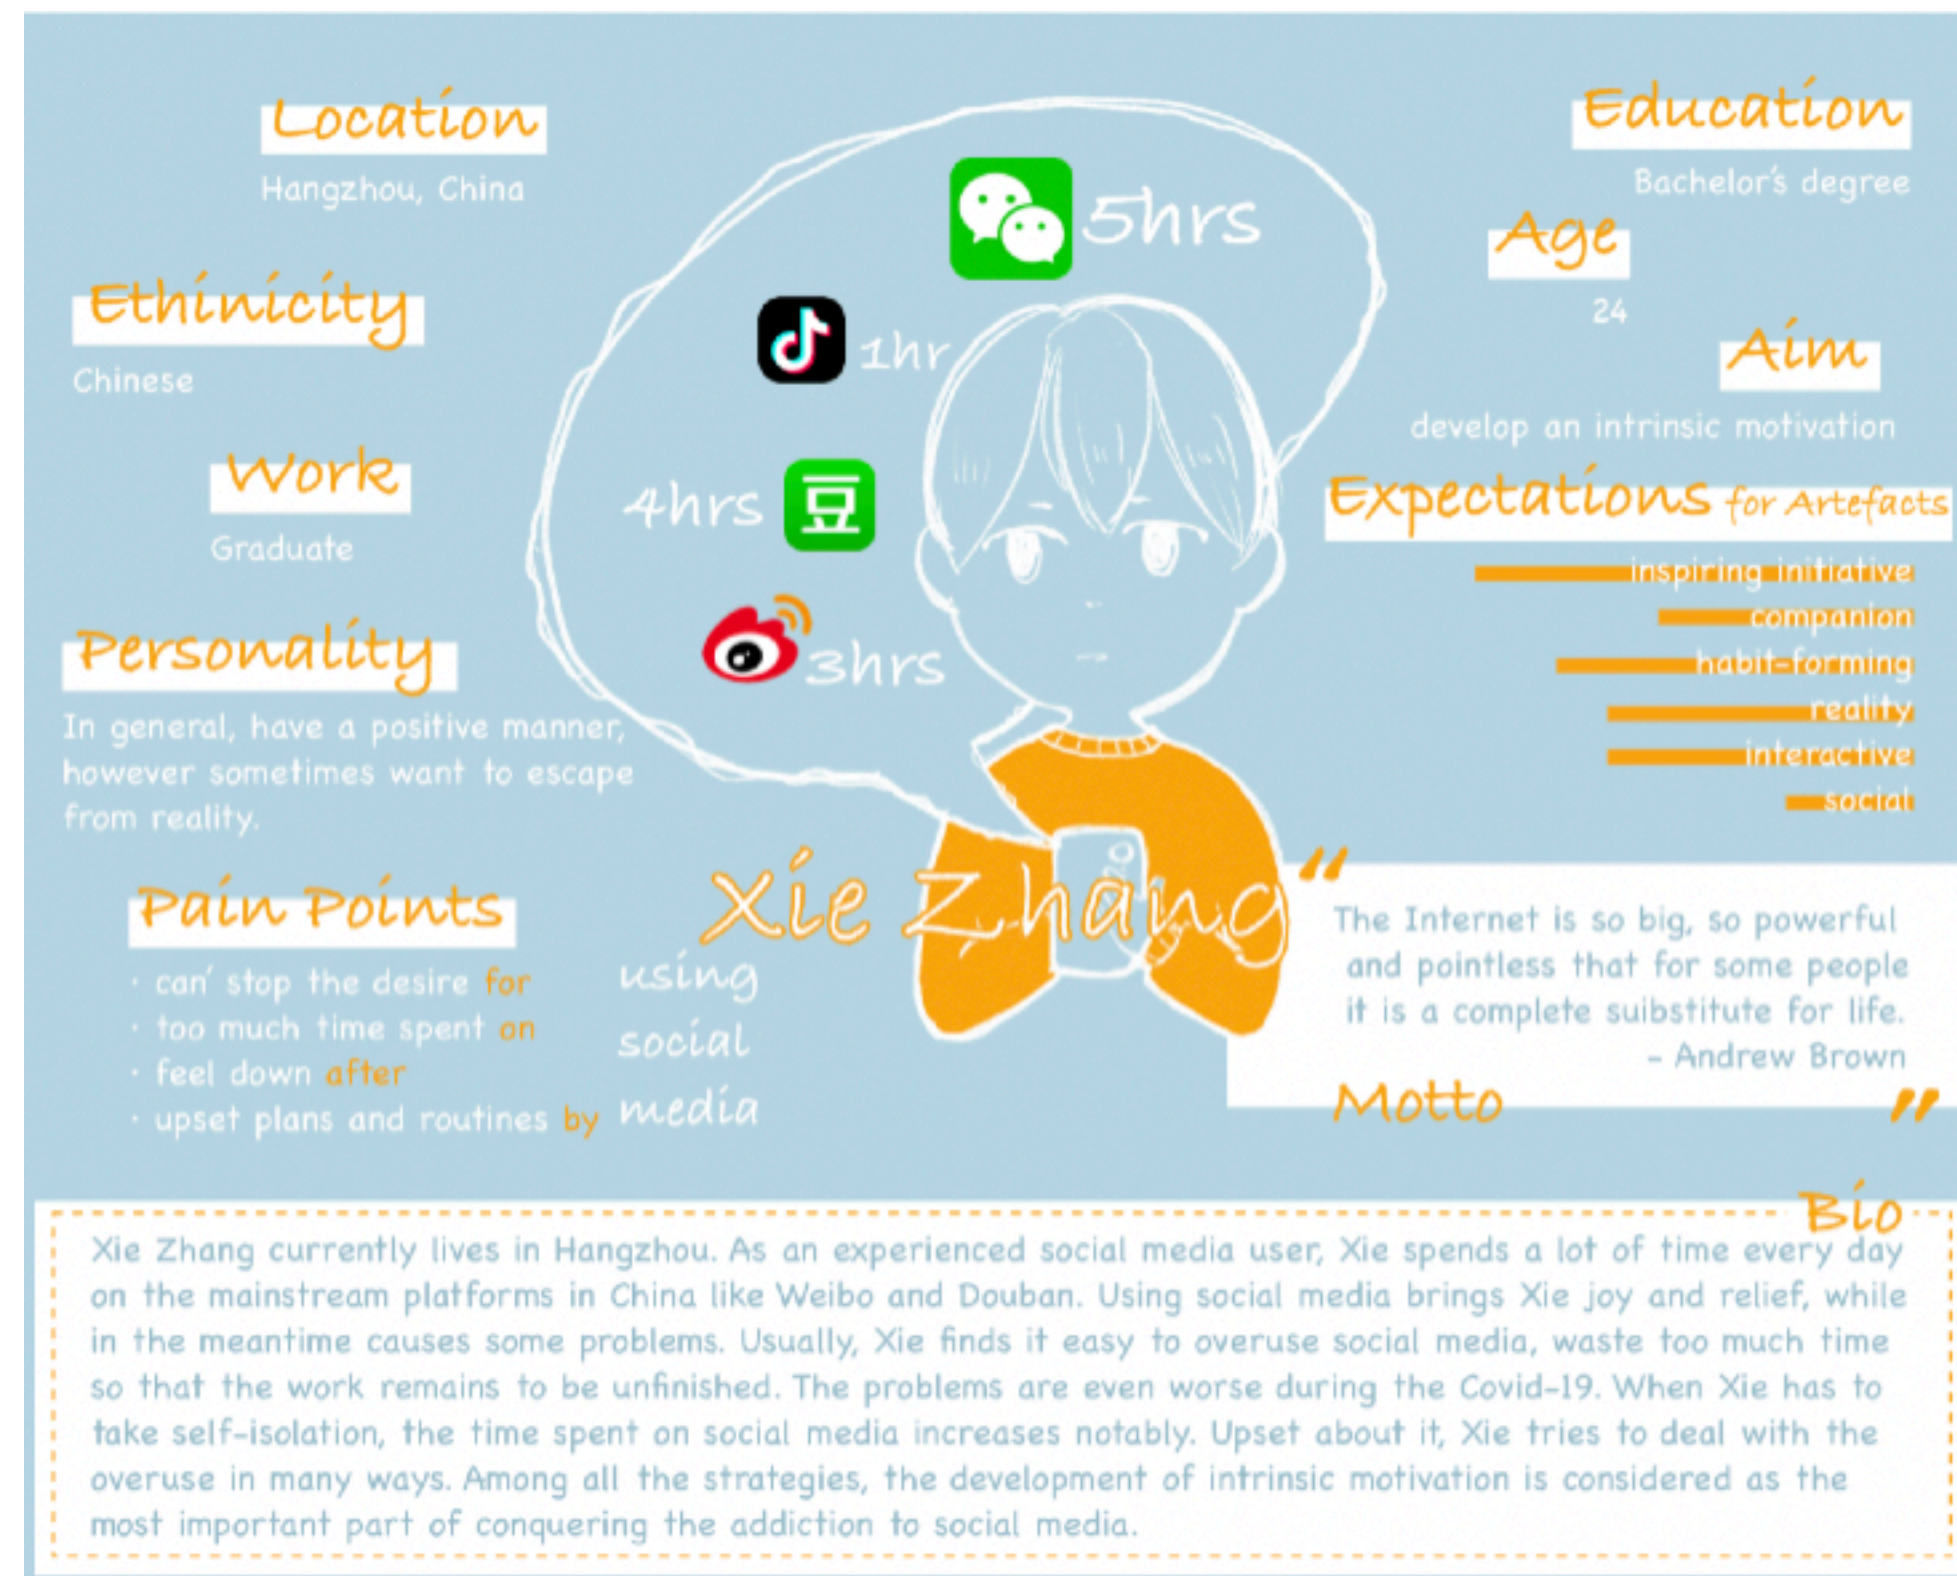 Location
Hangzhou, China
Ethinicity
Chinese
Work
Graduate
Personality
In general, have a positive manner,
however sometimes want to escape
from reality.
Pain Points
· can' stop the desire for
· too much time spent on
· feel down after
· upset plans and routines by
using
social
media
5hrs
1hr
4hrs 豆
3hrs
Xie Zhang
Education
Bachelor's degree
Age
24
Aim
develop an intrinsic motivation
Expectations for Artefacts
inspiring initiative
companion
habit-forming
reality
interactive
social
“
The Internet is so big, so powerful
and pointless that for some people
it is a complete suibstitute for life.
- Andrew Brown
Motto ”
Bio
Xie Zhang currently lives in Hangzhou. As an experienced social media user, Xie spends a lot of time every day
on the mainstream platforms in China like Weibo and Douban. Using social media brings Xie joy and relief, while
in the meantime causes some problems. Usually, Xie finds it easy to overuse social media, waste too much time
so that the work remains to be unfinished. The problems are even worse during the Covid-19. When Xie has to
take self-isolation, the time spent on social media increases notably. Upset about it, Xie tries to deal with the
overuse in many ways. Among all the strategies, the development of intrinsic motivation is considered as the
most important part of conquering the addiction to social media.